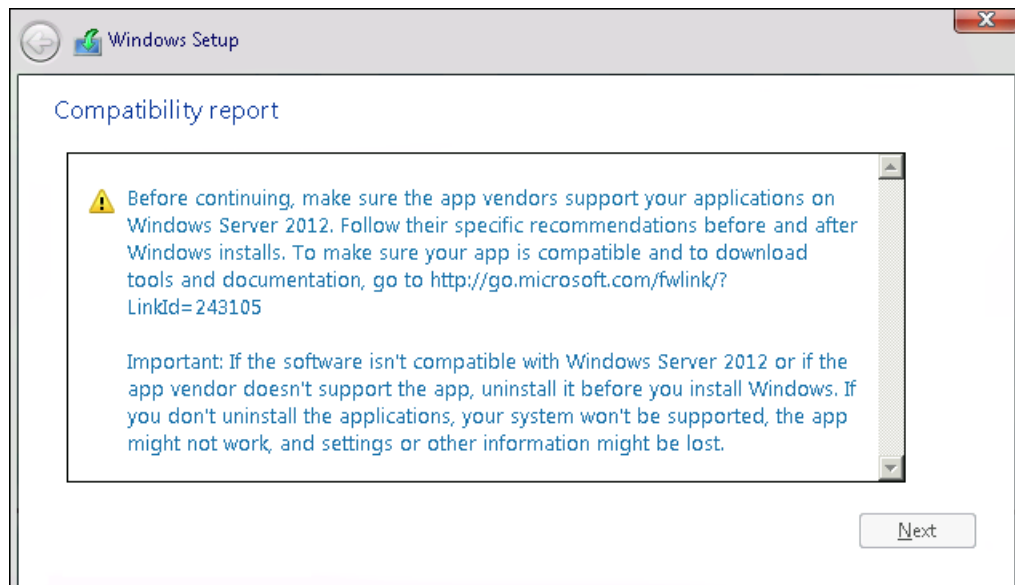 Windows Setup
Compatibility report
Before continuing, make sure the app vendors support your applications on
Windows Server 2012. Follow their specific recommendations before and after
Windows installs. To make sure your app is compatible and to download
tools and documentation, go to http://go.microsoft.com/fwlink/?
LinkId=243105
Important: If the software isn't compatible with Windows Server 2012 or if the
app vendor doesn't support the app, uninstall it before you install Windows. If
you don't uninstall the applications, your system won't be supported, the app
might not work, and settings or other information might be lost.
Next